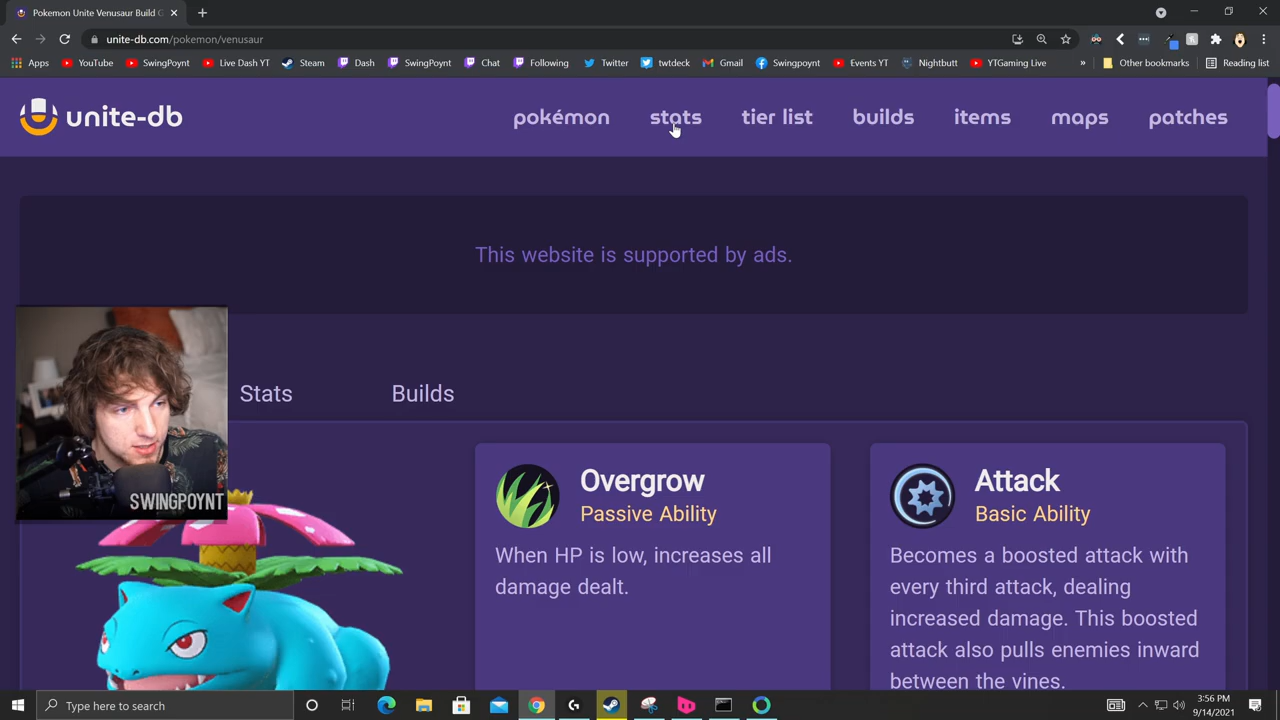 Pokemon Unite Venusaur Build G
unite-db.com/pokemon/venusaur
Apps YouTube SwingPoynt Live Dash YT Steam Dash SwingPoynt Chat Following Twitter twtdeck Gmail Swingpoynt Events YT Nightbutt YTGaming Live » Other bookmarks Reading list
unite-db pokémon stats tier list builds items maps patches
This website is supported by ads.
Stats Builds
SWINGPOYNT
Overgrow
Passive Ability
When HP is low, increases all
damage dealt.
Attack
Basic Ability
Becomes a boosted attack with
every third attack, dealing
increased damage. This boosted
attack also pulls enemies inward
between the vines.
Type here to search
3:56 PM
9/14/2021